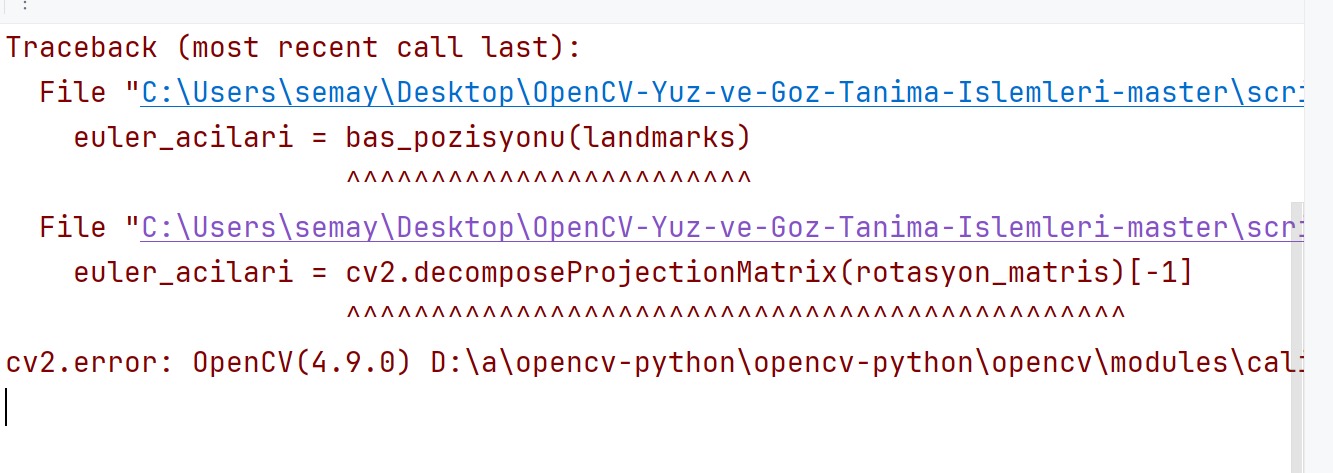 :
Traceback (most recent call last):
  File "C:\Users\semay\Desktop\OpenCV-Yuz-ve-Goz-Tanima-Islemleri-master\scri
    euler_acilari = bas_pozisyonu(landmarks)
                    ^^^^^^^^^^^^^^^^^^^^^^^^
  File "C:\Users\semay\Desktop\OpenCV-Yuz-ve-Goz-Tanima-Islemleri-master\scri
    euler_acilari = cv2.decomposeProjectionMatrix(rotasyon_matris)[-1]
                    ^^^^^^^^^^^^^^^^^^^^^^^^^^^^^^^^^^^^^^^^^^^^^^
cv2.error: OpenCV(4.9.0) D:\a\opencv-python\opencv-python\opencv\modules\cali